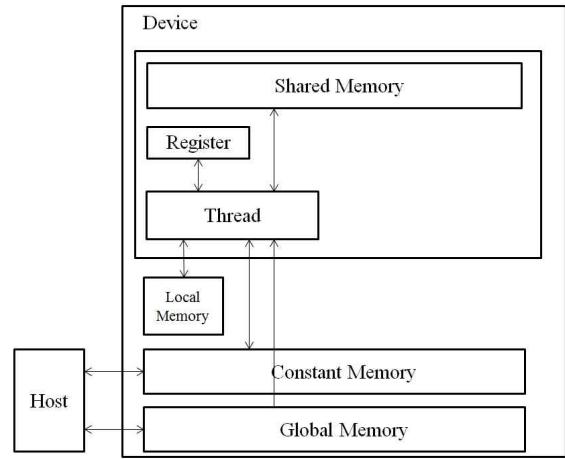 Device
Shared Memory
Register
Thread
Local
Memory
Constant Memory
Host
Global Memory